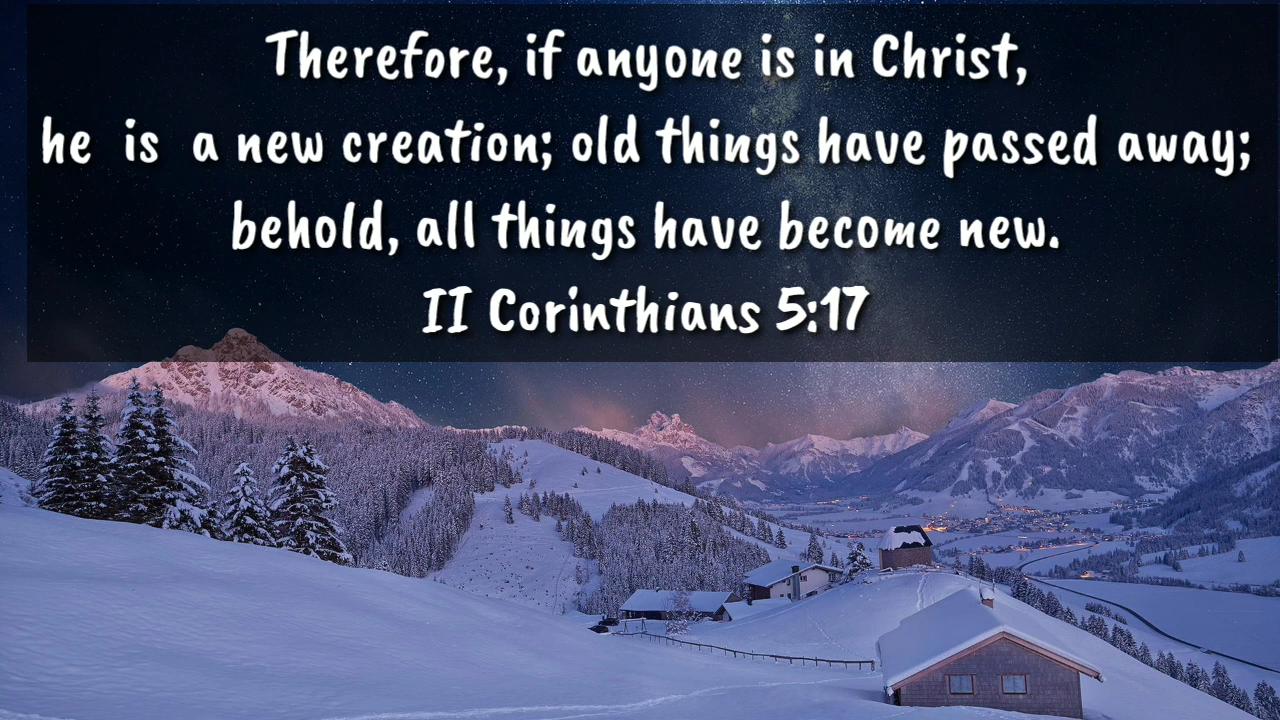 Therefore, if anyone is in Christ,
he is a new creation; old things have passed away;
behold, all things have become new.
II Corinthians 5:17